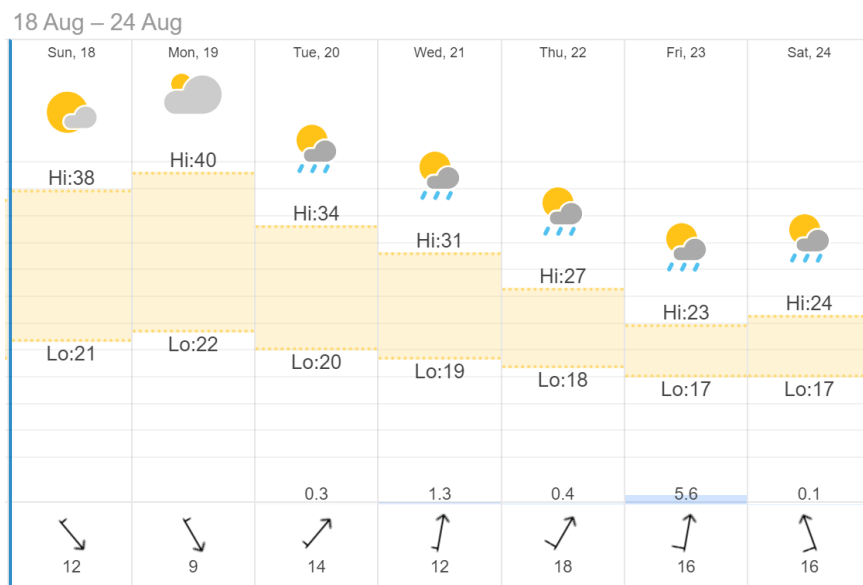 18 Aug – 24 Aug
Sun, 18 Mon, 19 Tue, 20 Wed, 21 Thu, 22 Fri, 23 Sat, 24
Hi:40
Hi:38
Hi:34
Hi:31
Hi:27
Hi:24
Hi:23
Lo:22
Lo:21
Lo:20
Lo:19
Lo:18
Lo:17 Lo:17
0.3 1.3 0.4 5.6 0.1
12 9 14 12 18 16 16